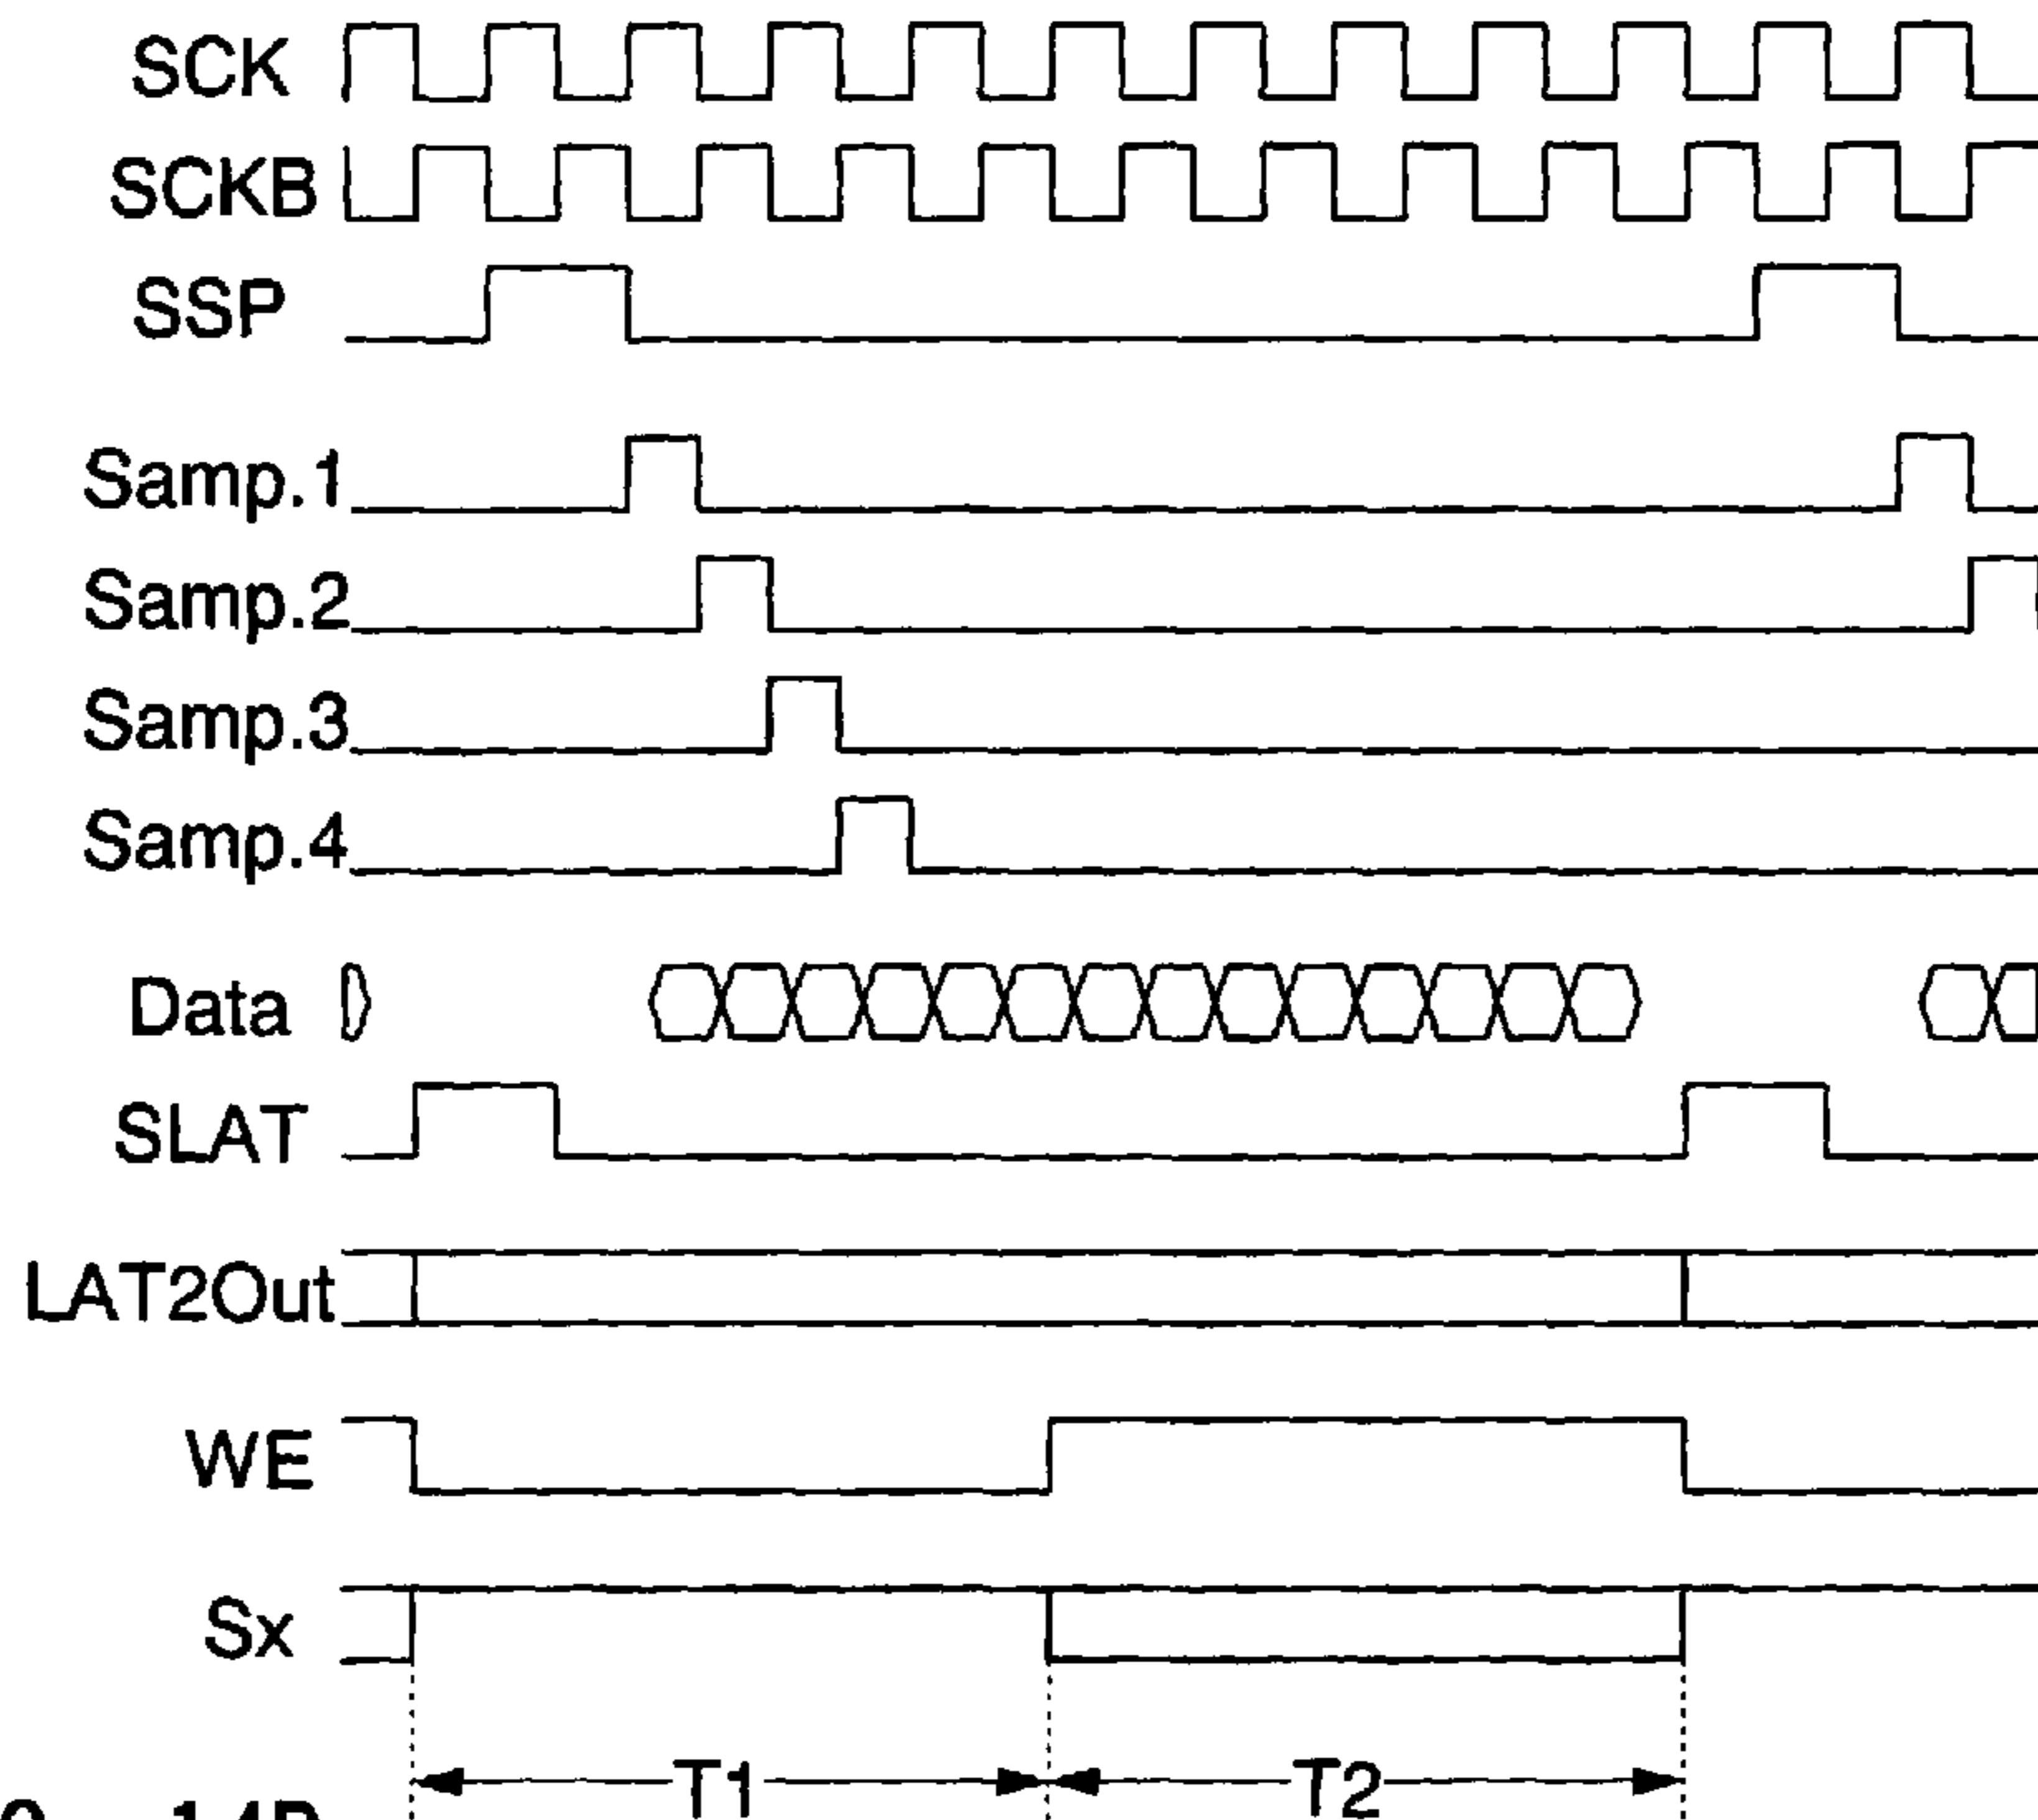 SCK
SCKB
SSP
Samp.1
Samp.2
Samp.3
Samp.4
Data
SLAT
LAT2Out
WE
Sx
T1 T2